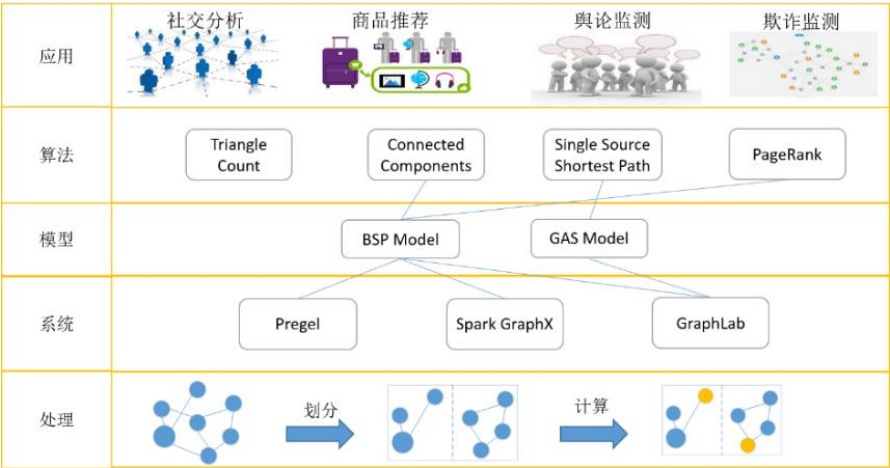 应用
社交分析
商品推荐
舆论监测
欺诈监测
算法
Triangle
Count
Connected
Components
Single Source
Shortest Path
PageRank
模型
BSP Model
GAS Model
系统
Pregel
Spark GraphX
GraphLab
处理
划分
计算